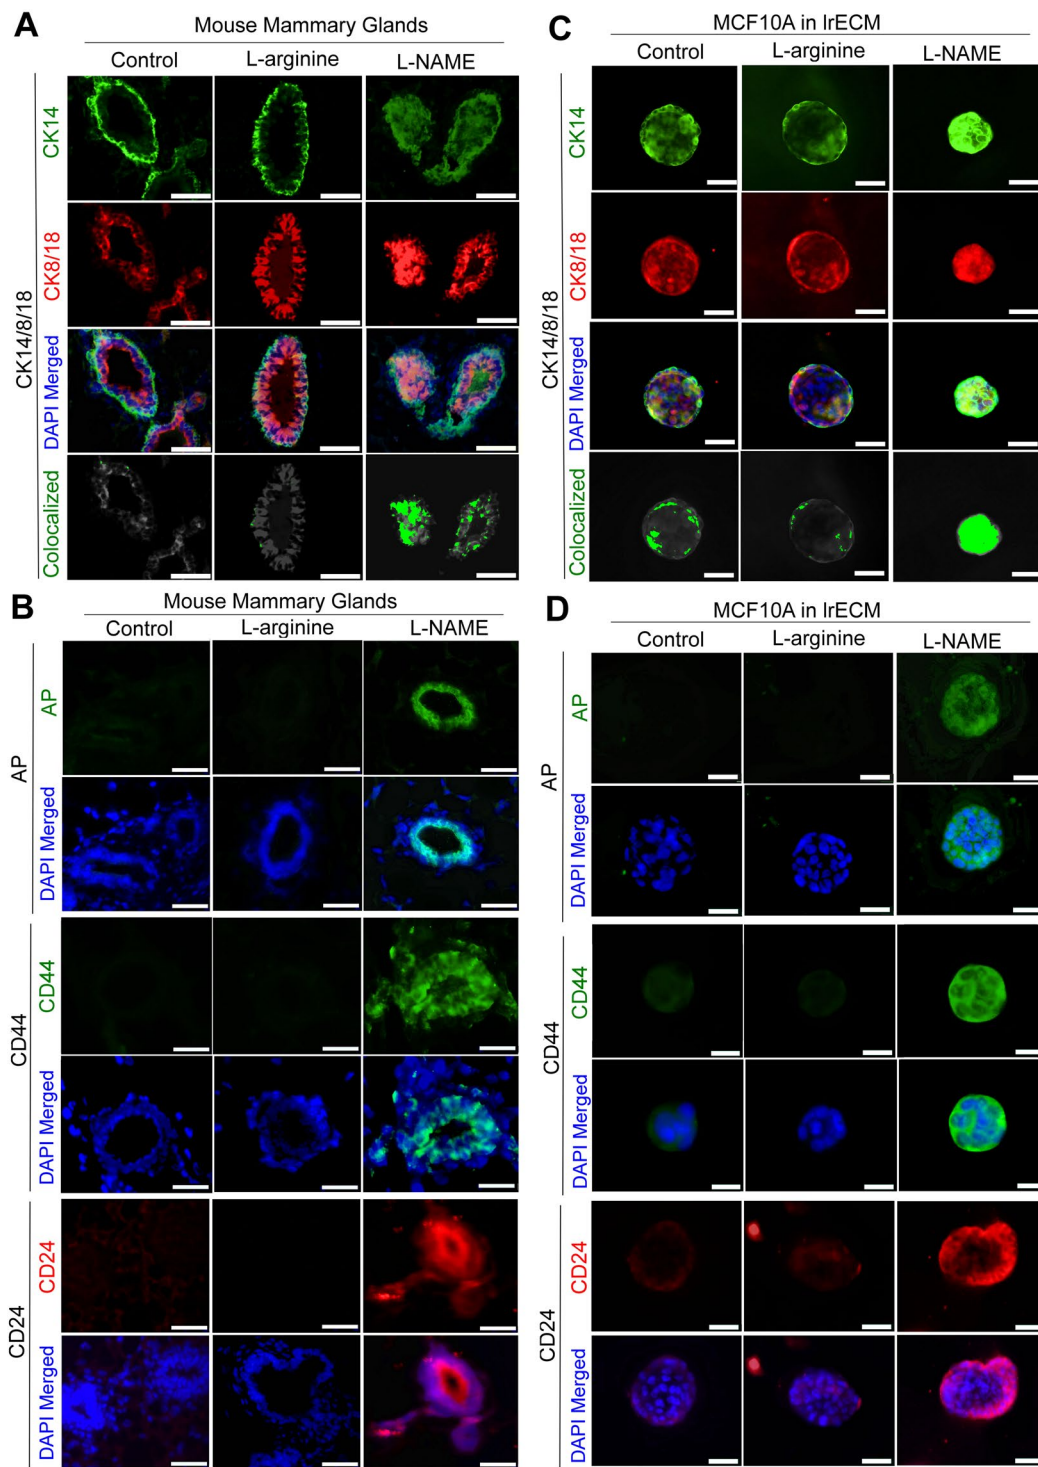 A
Mouse Mammary Glands
Control
L-arginine
L-NAME
CK14/8/18
CK14
CK8/18
DAPI Merged
Colocalized
B
Mouse Mammary Glands
Control
L-arginine
L-NAME
AP
AP
DAPI Merged
CD44
CD44
DAPI Merged
CD24
CD24
DAPI Merged
C
MCF10A in lrECM
Control
L-arginine
L-NAME
CK14/8/18
CK14
CK8/18
DAPI Merged
Colocalized
D
MCF10A in lrECM
Control
L-arginine
L-NAME
AP
AP
DAPI Merged
CD44
CD44
DAPI Merged
CD24
CD24
DAPI Merged